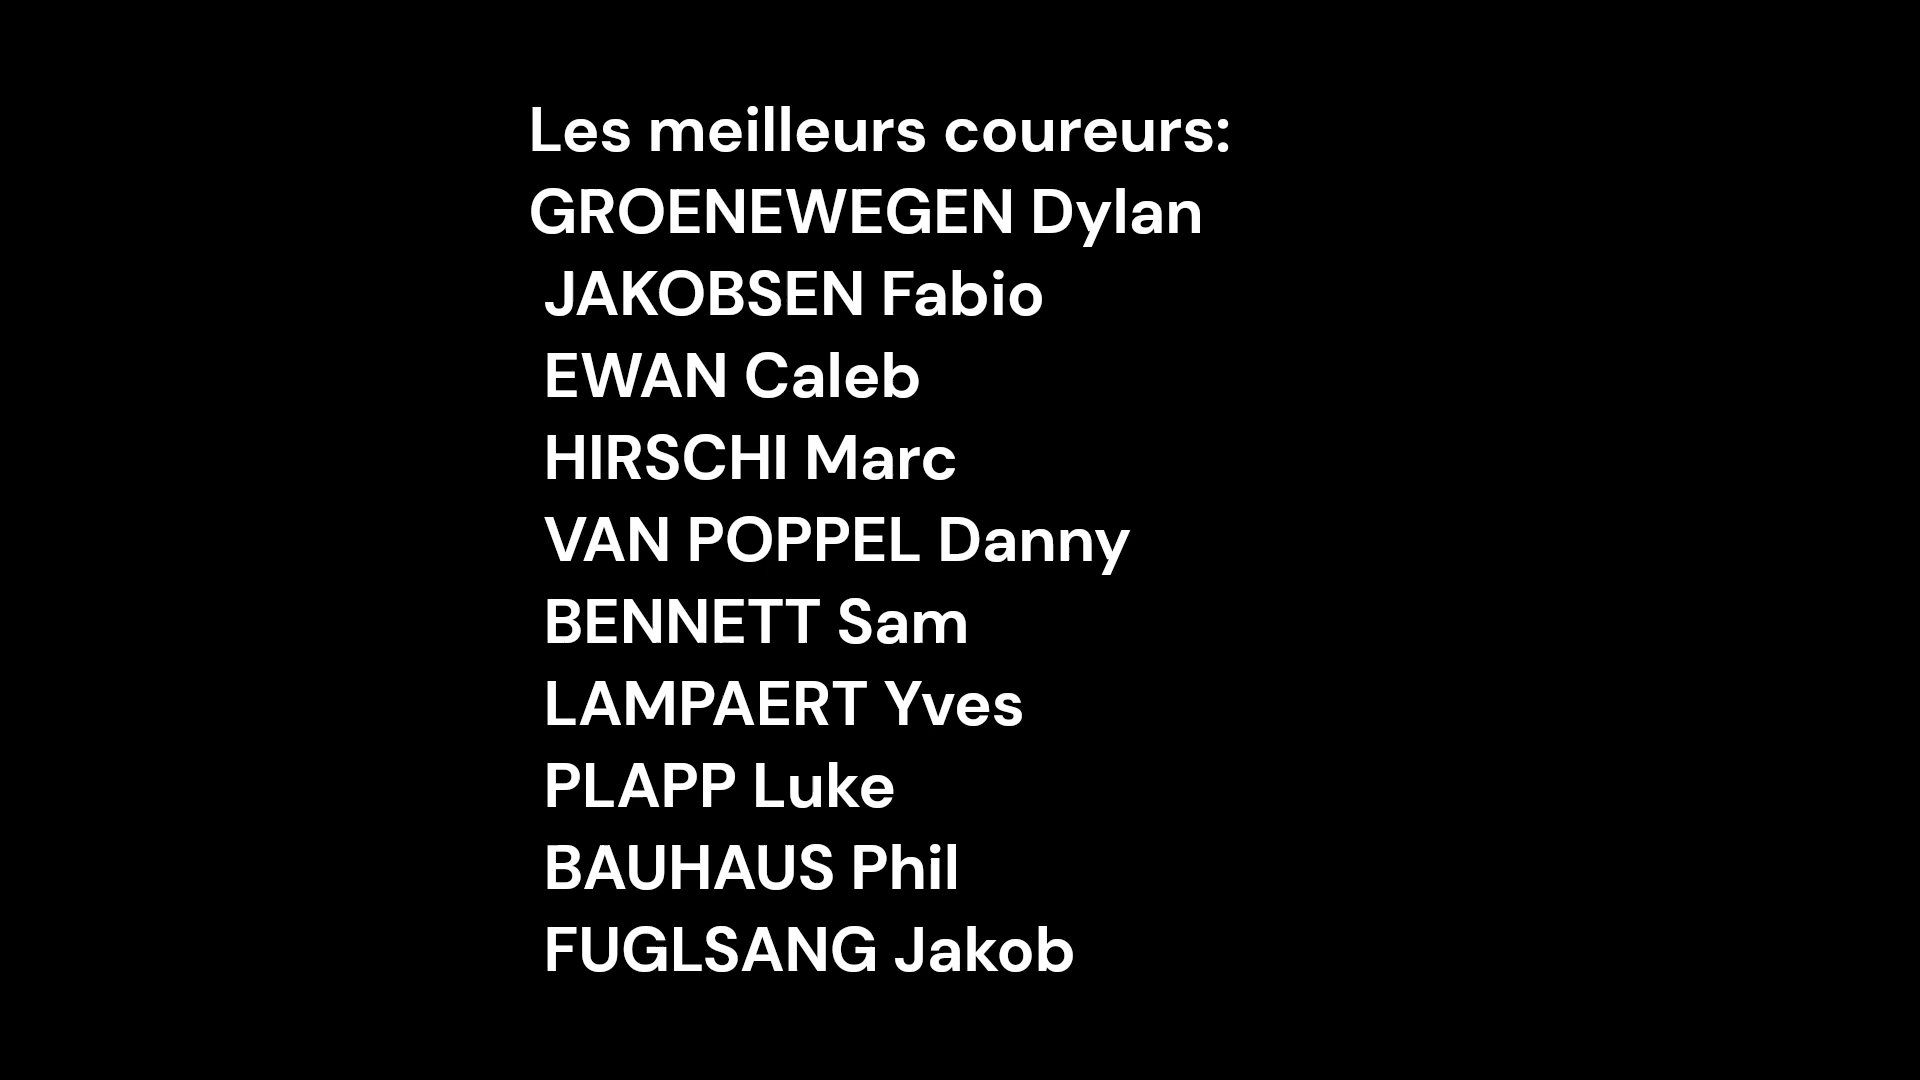 Les meilleurs coureurs:
GROENEWEGEN Dylan
JAKOBSEN Fabio
EWAN Caleb
HIRSCHI Marc
VAN POPPEL Danny
BENNETT Sam
LAMPAERT Yves
PLAPP Luke
BAUHAUS Phil
FUGLSANG Jakob